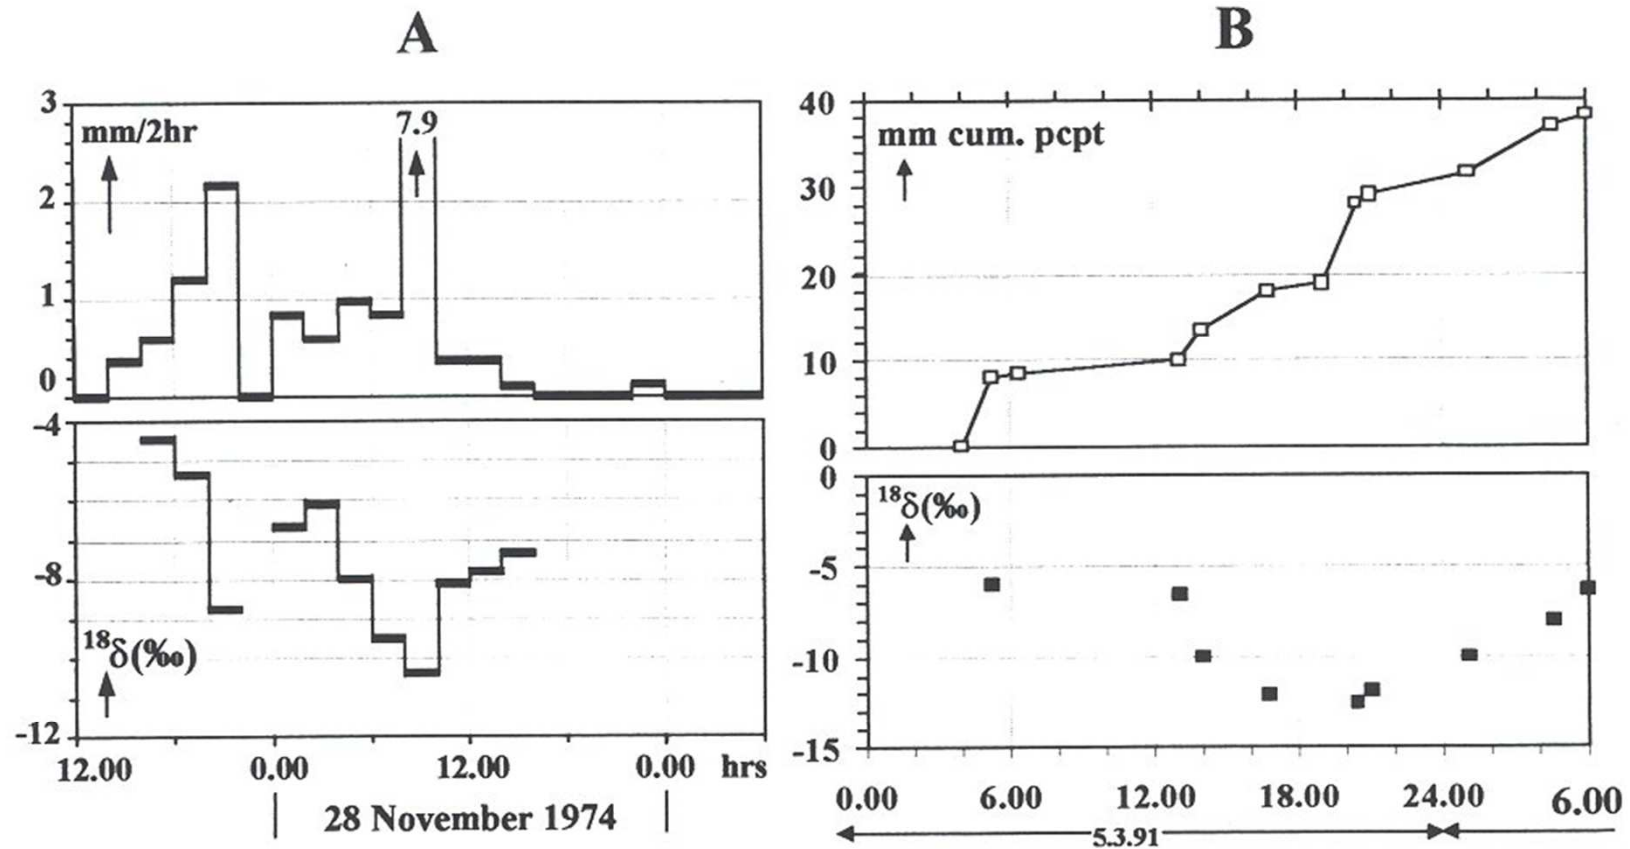 A
3
mm/2hr
7.9
2
1
0
-4
-8
18δ(‰)
-12
12.00 0.00 12.00 0.00 hrs
28 November 1974
B
40
mm cum. pcpt
30
20
10
0
0
18δ(‰)
-5
-10
-15
0.00 6.00 12.00 18.00 24.00 6.00
5.3.91